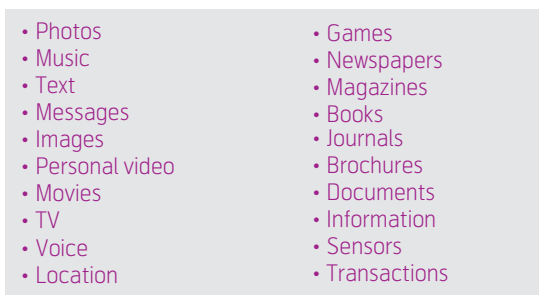 • Photos
• Music
• Text
• Messages
• Images
• Personal video
• Movies
• TV
• Voice
• Location
• Games
• Newspapers
• Magazines
• Books
• Journals
• Brochures
• Documents
• Information
• Sensors
• Transactions